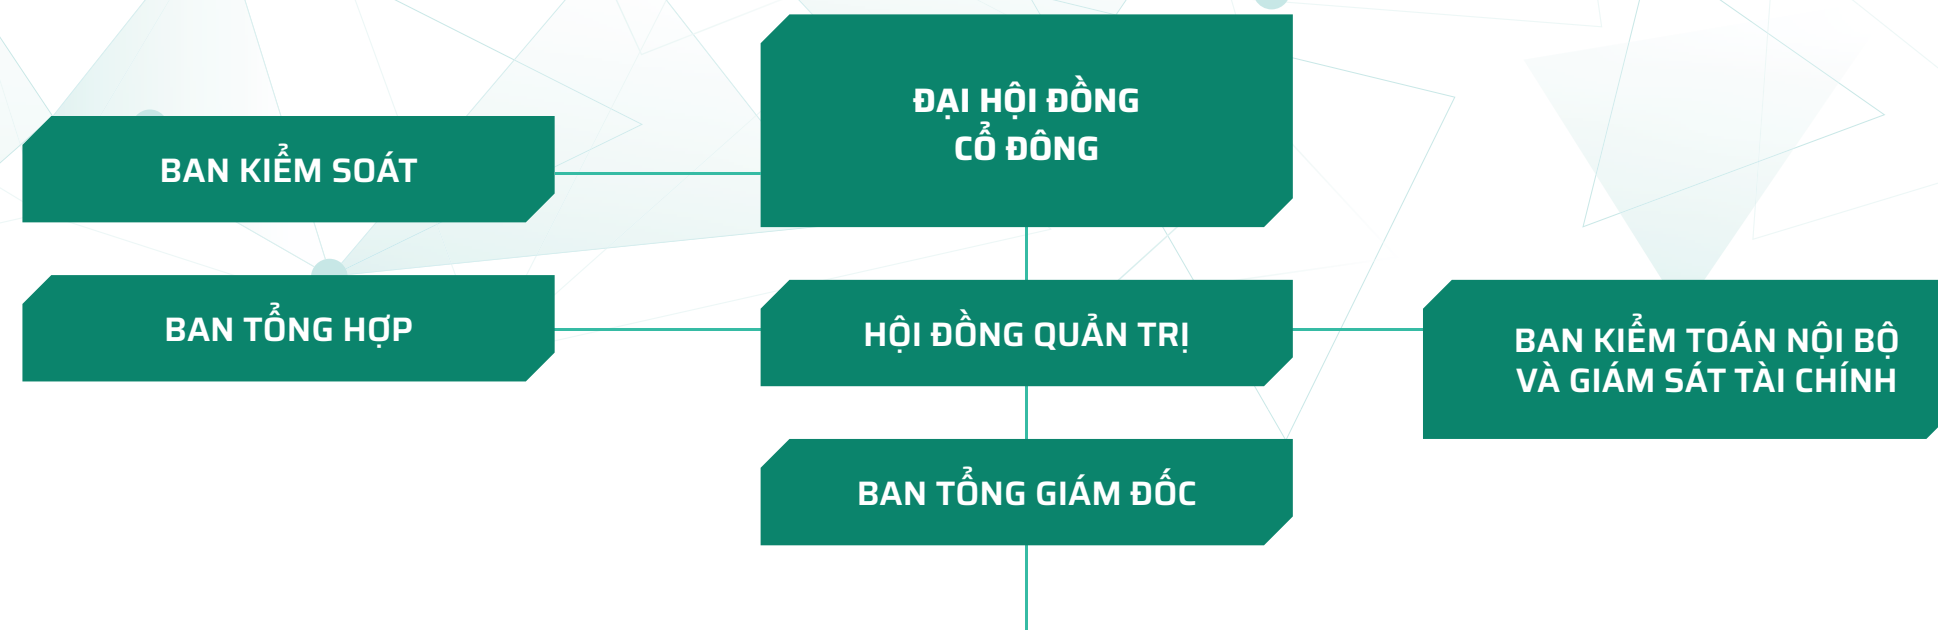 ĐẠI HỘI ĐỒNG
CỔ ĐÔNG
BAN KIỂM SOÁT
BAN TỔNG HỢP
HỘI ĐỒNG QUẢN TRỊ
BAN KIỂM TOÁN NỘI BỘ
VÀ GIÁM SÁT TÀI CHÍNH
BAN TỔNG GIÁM ĐỐC